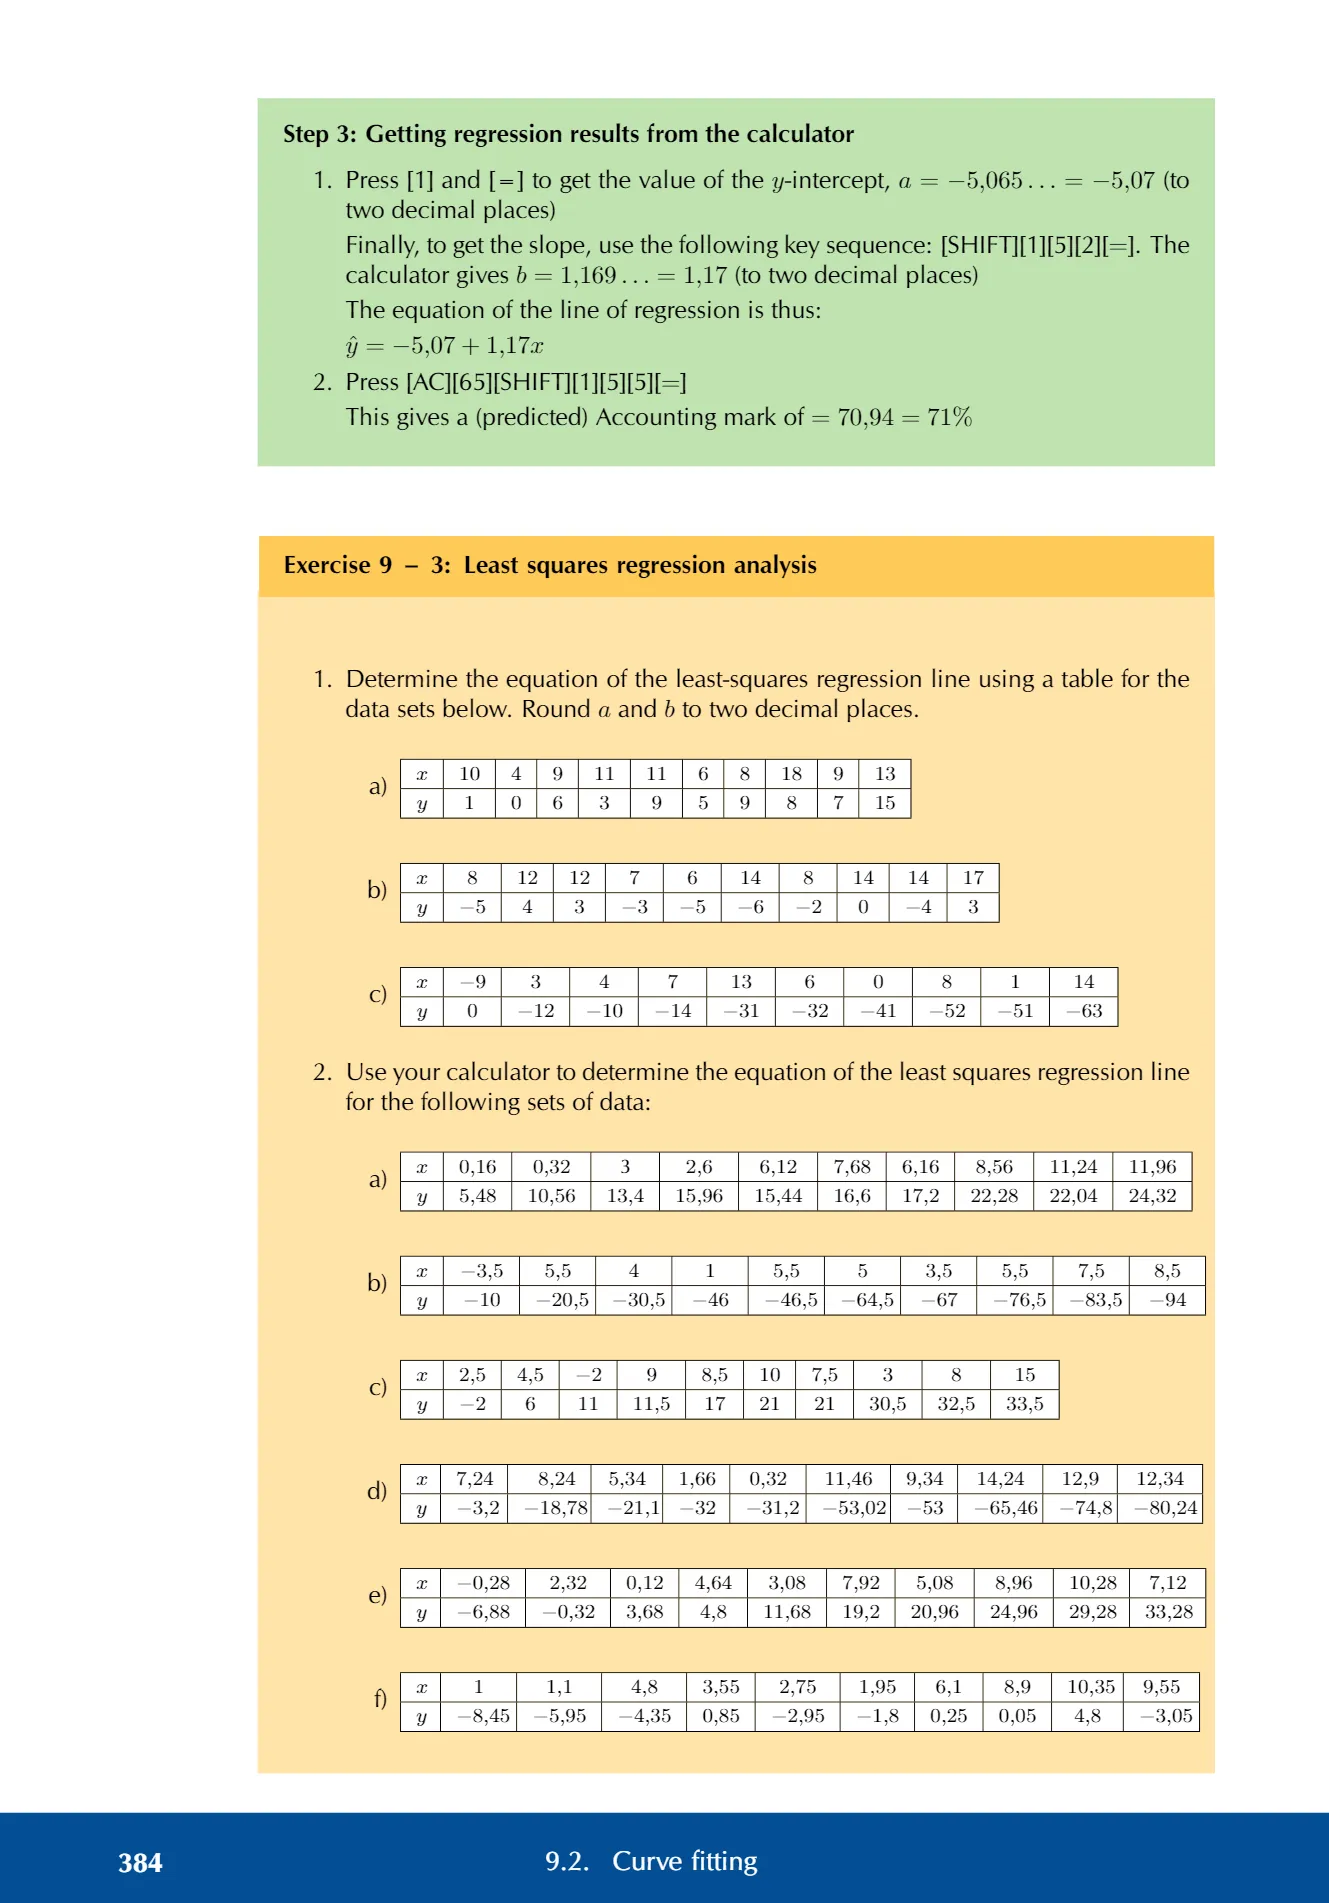 Step 3: Getting regression results from the calculator
1. Press [1] and [=] to get the value of the y-intercept, a = −5,065 . . . = −5,07 (to
two decimal places)
Finally, to get the slope, use the following key sequence: [SHIFT][1][5][2][=]. The
calculator gives b = 1,169 . . . = 1,17 (to two decimal places)
The equation of the line of regression is thus:
ŷ = −5,07 + 1,17x
2. Press [AC][65][SHIFT][1][5][5][=]
This gives a (predicted) Accounting mark of = 70,94 = 71%
Exercise 9 – 3: Least squares regression analysis
1. Determine the equation of the least-squares regression line using a table for the
data sets below. Round a and b to two decimal places.
a)
x 10 4 9 11 11 6 8 18 9 13
y 1 0 6 3 9 5 9 8 7 15
b)
x 8 12 12 7 6 14 8 14 14 17
y −5 4 3 −3 −5 −6 −2 0 −4 3
c)
x −9 3 4 7 13 6 0 8 1 14
y 0 −12 −10 −14 −31 −32 −41 −52 −51 −63
2. Use your calculator to determine the equation of the least squares regression line
for the following sets of data:
a)
x 0,16 0,32 3 2,6 6,12 7,68 6,16 8,56 11,24 11,96
y 5,48 10,56 13,4 15,96 15,44 16,6 17,2 22,28 22,04 24,32
b)
x −3,5 5,5 4 1 5,5 5 3,5 5,5 7,5 8,5
y −10 −20,5 −30,5 −46 −46,5 −64,5 −67 −76,5 −83,5 −94
c)
x 2,5 4,5 −2 9 8,5 10 7,5 3 8 15
y −2 6 11 11,5 17 21 21 30,5 32,5 33,5
d)
x 7,24 8,24 5,34 1,66 0,32 11,46 9,34 14,24 12,9 12,34
y −3,2 −18,78 −21,1 −32 −31,2 −53,02 −53 −65,46 −74,8 −80,24
e)
x −0,28 2,32 0,12 4,64 3,08 7,92 5,08 8,96 10,28 7,12
y −6,88 −0,32 3,68 4,8 11,68 19,2 20,96 24,96 29,28 33,28
f)
x 1 1,1 4,8 3,55 2,75 1,95 6,1 8,9 10,35 9,55
y −8,45 −5,95 −4,35 0,85 −2,95 −1,8 0,25 0,05 4,8 −3,05
384 9.2. Curve fitting